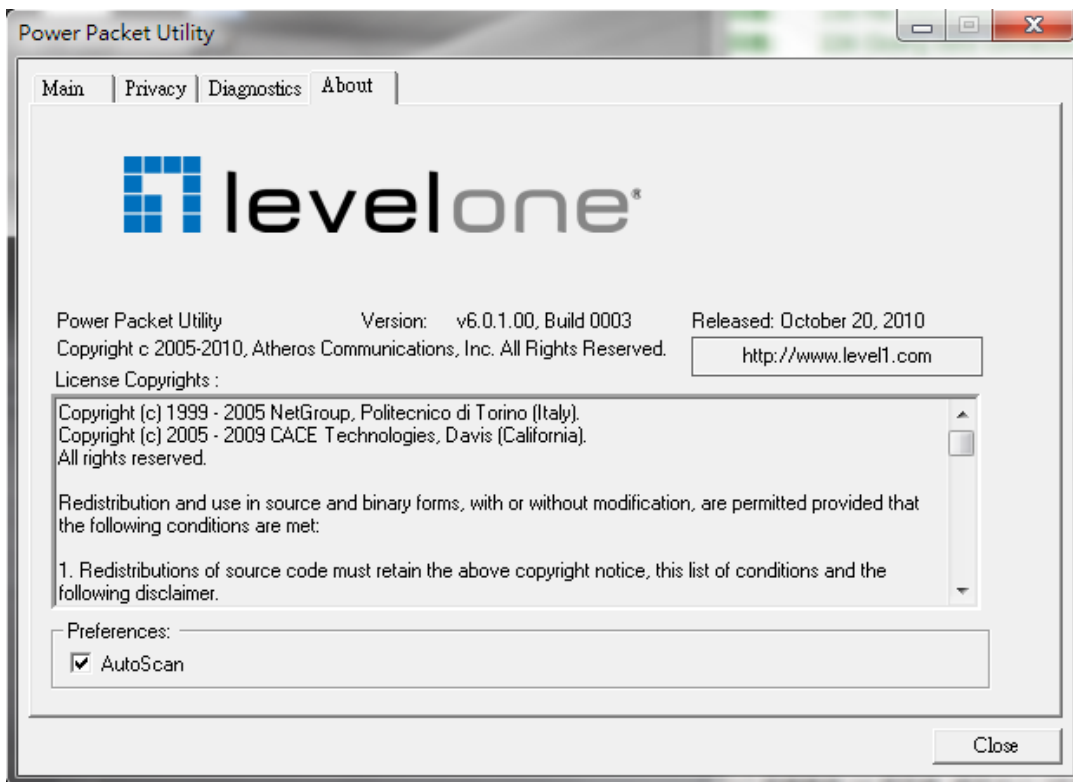 Power Packet Utility
Main Privacy Diagnostics About
levelone®
Power Packet Utility Version: v6.0.1.00, Build 0003 Released: October 20, 2010
Copyright c 2005-2010, Atheros Communications, Inc. All Rights Reserved.
http://www.level1.com
License Copyrights :
Copyright (c) 1999 - 2005 NetGroup, Politecnico di Torino (Italy).
Copyright (c) 2005 - 2009 CACE Technologies, Davis (California).
All rights reserved.
Redistribution and use in source and binary forms, with or without modification, are permitted provided that
the following conditions are met:
1. Redistributions of source code must retain the above copyright notice, this list of conditions and the
following disclaimer.
Preferences:
AutoScan
Close